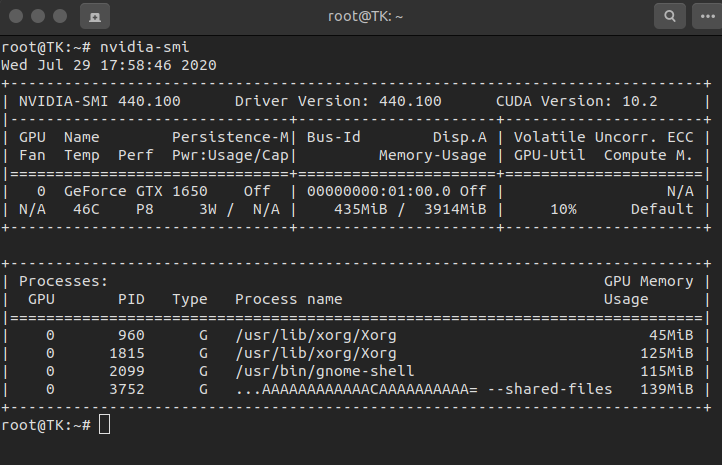 root@TK: ~
root@TK:~# nvidia-smi
Wed Jul 29 17:58:46 2020
+-----------------------------------------------------------------------------+
| NVIDIA-SMI 440.100      Driver Version: 440.100      CUDA Version: 10.2     |
|-------------------------------+----------------------+----------------------+
| GPU  Name        Persistence-M| Bus-Id        Disp.A | Volatile Uncorr. ECC |
| Fan  Temp  Perf  Pwr:Usage/Cap|         Memory-Usage | GPU-Util  Compute M. |
|===============================+======================+======================|
|   0  GeForce GTX 1650    Off  | 00000000:01:00.0 Off |                  N/A |
| N/A   46C    P8     3W /  N/A |    435MiB /  3914MiB |     10%      Default |
+-------------------------------+----------------------+----------------------+
+-----------------------------------------------------------------------------+
| Processes:                                                       GPU Memory |
|  GPU       PID   Type   Process name                             Usage      |
|=============================================================================|
|    0       960      G   /usr/lib/xorg/Xorg                            45MiB |
|    0      1815      G   /usr/lib/xorg/Xorg                           125MiB |
|    0      2099      G   /usr/bin/gnome-shell                         115MiB |
|    0      3752      G   ...AAAAAAAAAAAACAAAAAAAAAA= --shared-files   139MiB |
+-----------------------------------------------------------------------------+
root@TK:~#